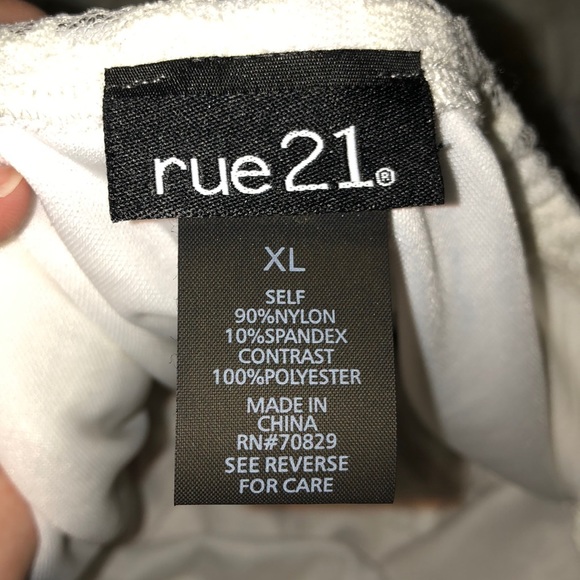 rue21®
XL
SELF
90%NYLON
10%SPANDEX
CONTRAST
100%POLYESTER
MADE IN
CHINA
RN#70829
SEE REVERSE
FOR CARE